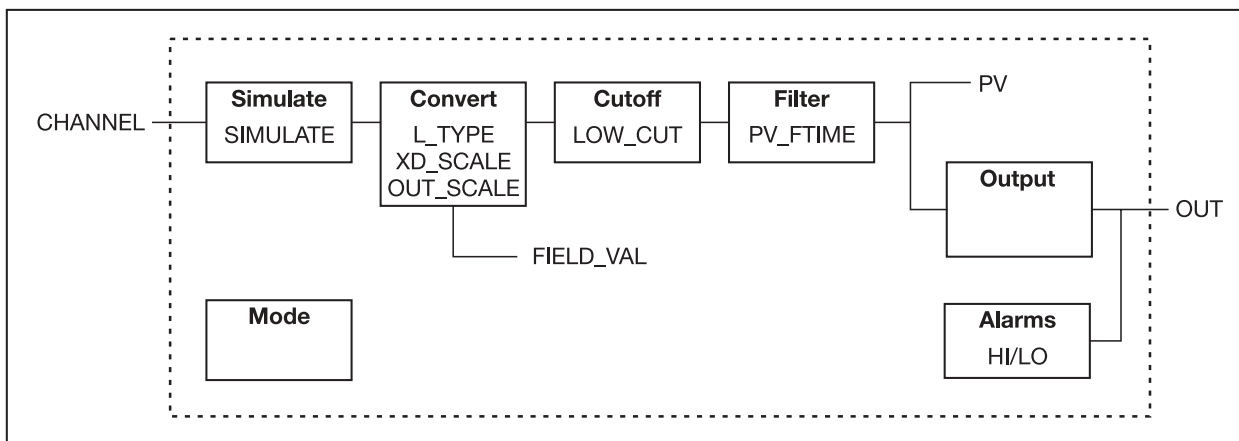 CHANNEL
Simulate
SIMULATE
Convert
L_TYPE
XD_SCALE
OUT_SCALE
Cutoff
LOW_CUT
Filter
PV_FTIME
PV
Output
OUT
FIELD_VAL
Mode
Alarms
HI/LO